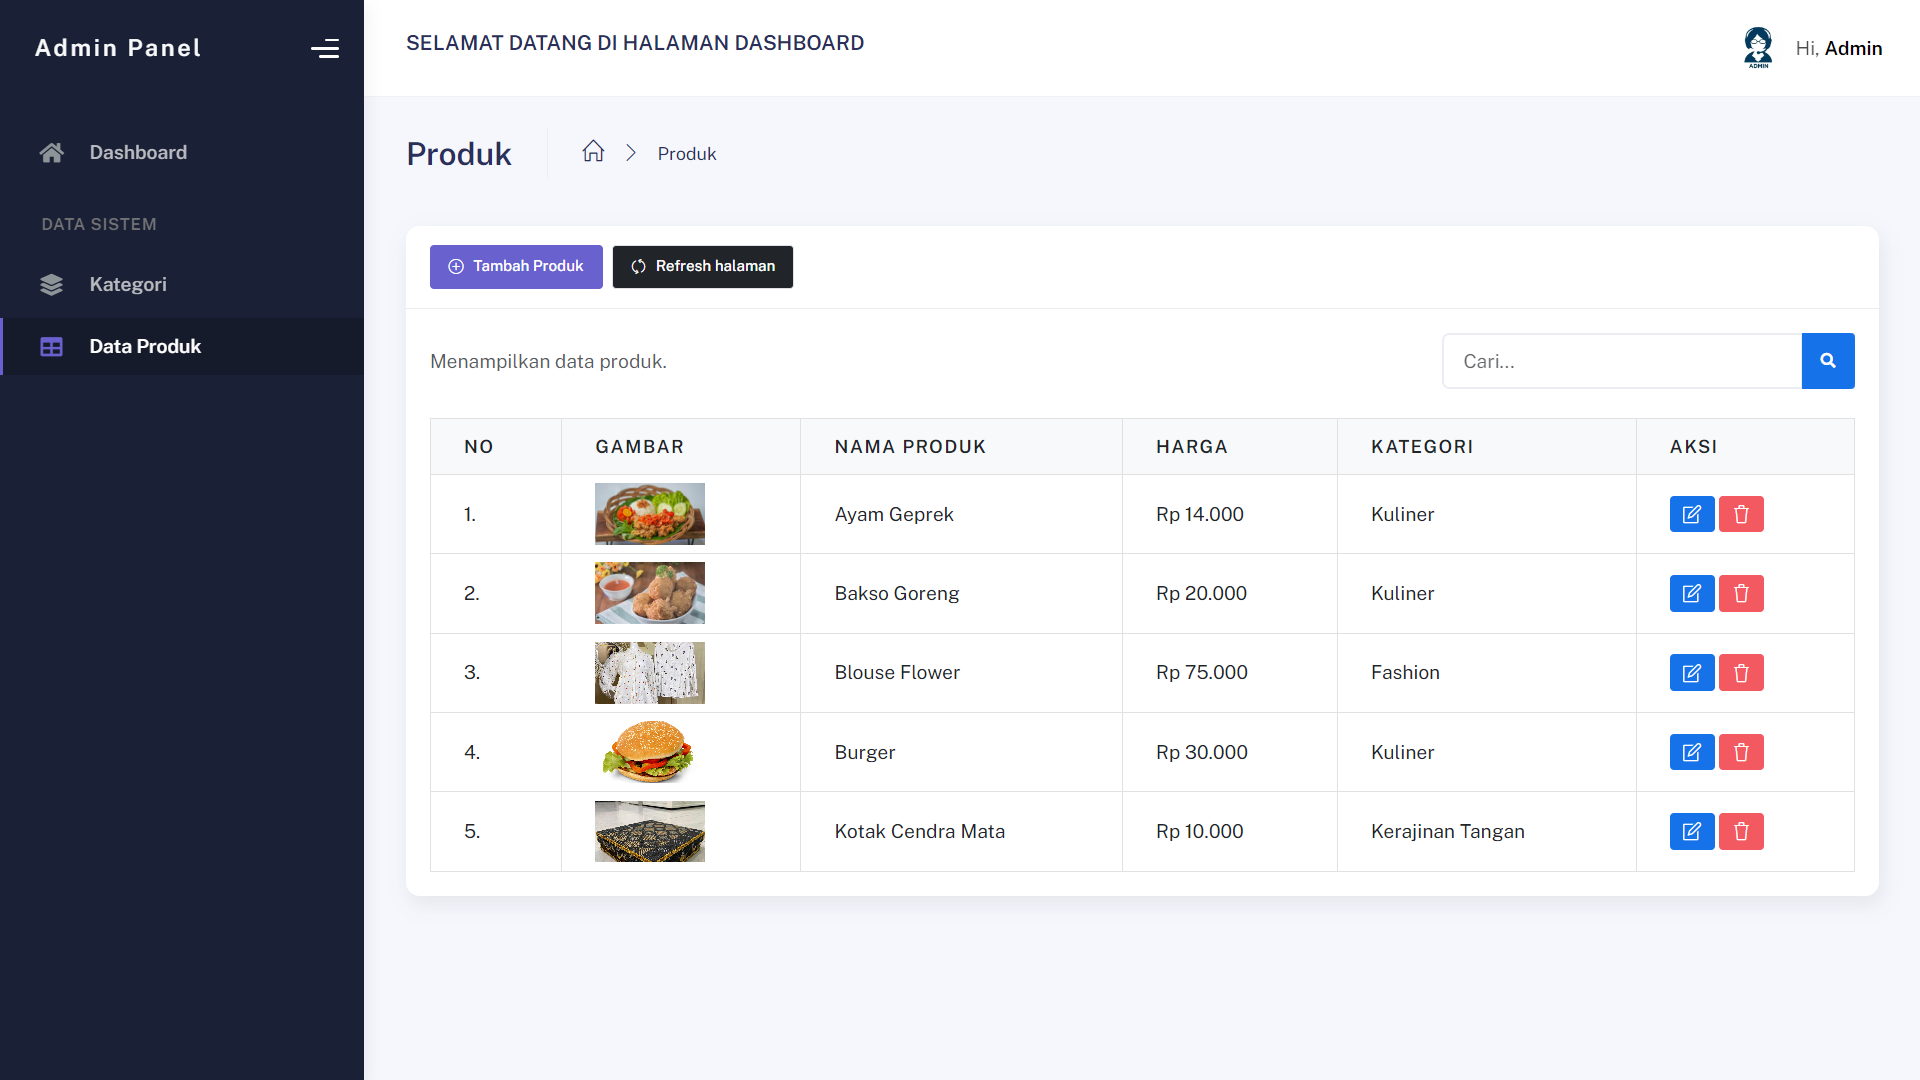 Admin Panel
SELAMAT DATANG DI HALAMAN DASHBOARD
ADMIN
Hi, Admin
Dashboard
DATA SISTEM
Kategori
Data Produk
Produk
Produk
Tambah Produk
Refresh halaman
Menampilkan data produk.
Cari...
NO GAMBAR NAMA PRODUK HARGA KATEGORI AKSI
1. Ayam Geprek Rp 14.000 Kuliner
2. Bakso Goreng Rp 20.000 Kuliner
3. Blouse Flower Rp 75.000 Fashion
4. Burger Rp 30.000 Kuliner
5. Kotak Cendra Mata Rp 10.000 Kerajinan Tangan